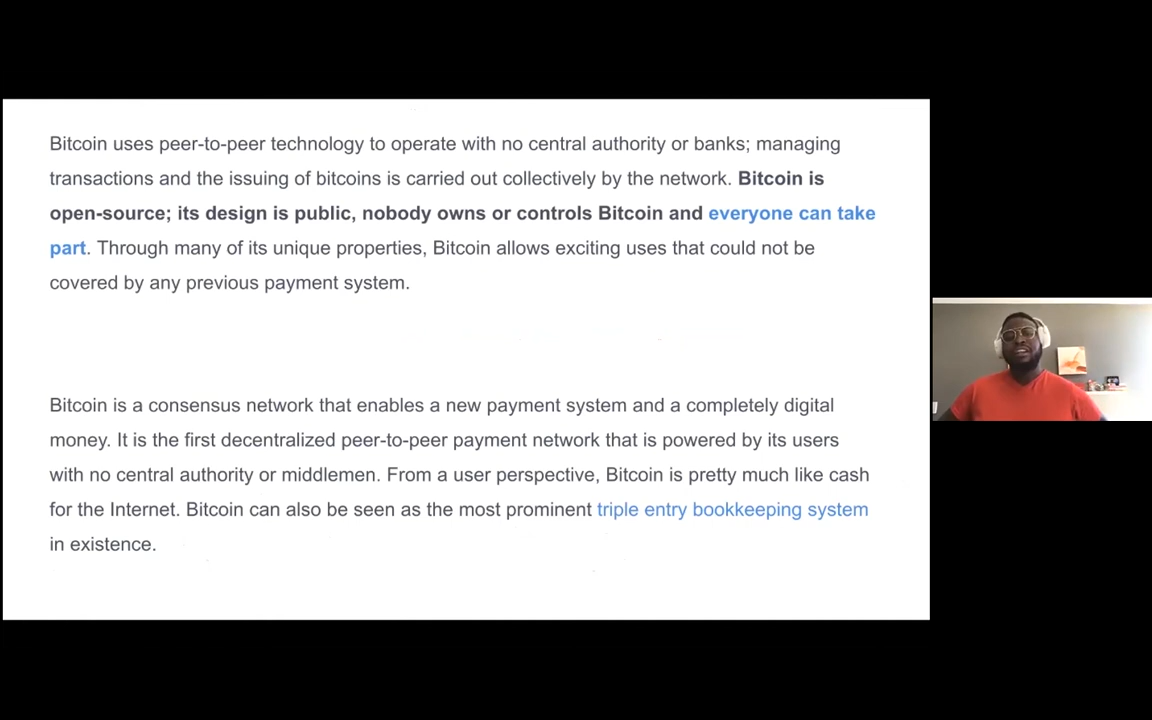 Bitcoin uses peer-to-peer technology to operate with no central authority or banks; managing
transactions and the issuing of bitcoins is carried out collectively by the network. Bitcoin is
open-source; its design is public, nobody owns or controls Bitcoin and everyone can take
part. Through many of its unique properties, Bitcoin allows exciting uses that could not be
covered by any previous payment system.
Bitcoin is a consensus network that enables a new payment system and a completely digital
money. It is the first decentralized peer-to-peer payment network that is powered by its users
with no central authority or middlemen. From a user perspective, Bitcoin is pretty much like cash
for the Internet. Bitcoin can also be seen as the most prominent triple entry bookkeeping system
in existence.